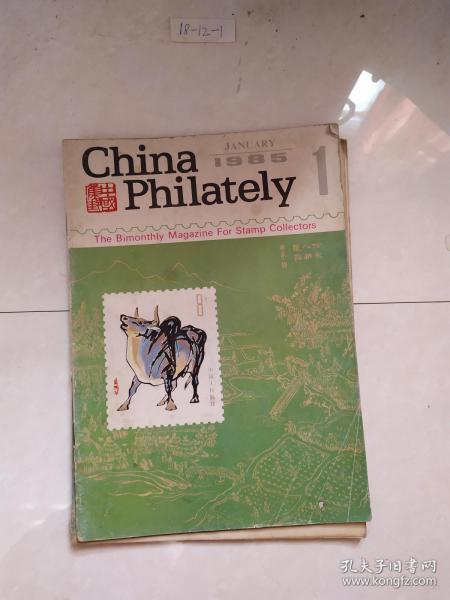 18-12-1
JANUARY
1985
1
China
Philately
The Bimonthly Magazine For Stamp Collectors
8
孔夫子旧书网
www.kongfz.com